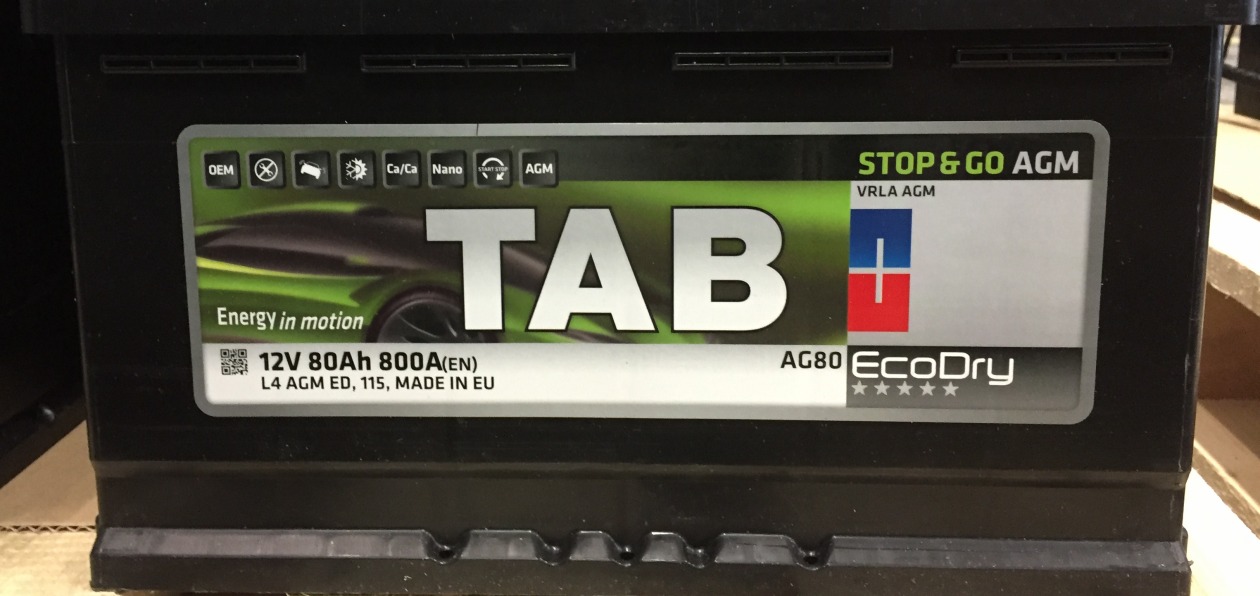 OEM Ca/Ca Nano START STOP AGM
STOP & GO AGM
VRLA AGM
TAB
Energy in motion
12V 80Ah 800A(EN)
AG80
L4 AGM ED, 115, MADE IN EU
EcoDry